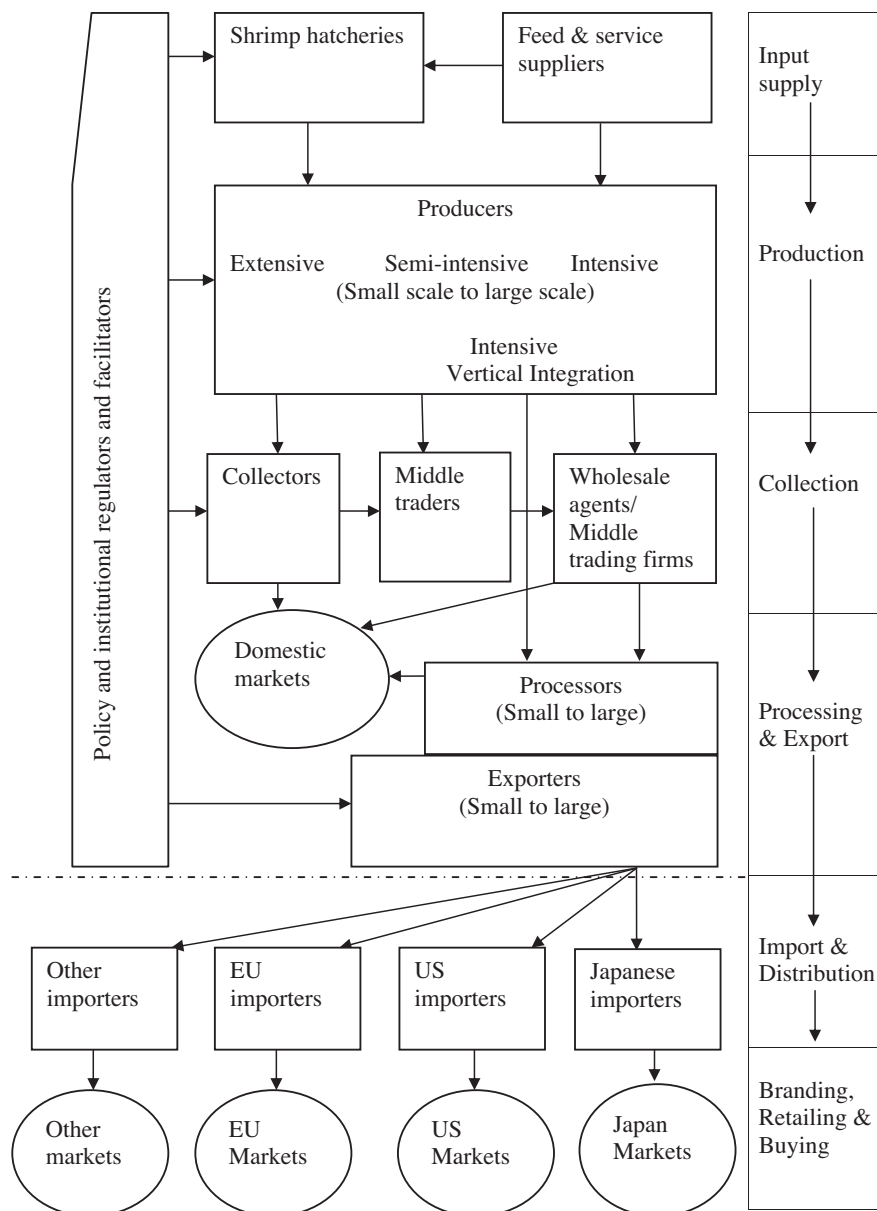 Shrimp hatcheries
Feed & service
suppliers
Input
supply
Producers
Extensive
Semi-intensive
Intensive
(Small scale to large scale)
Intensive
Vertical Integration
Production
Policy and institutional regulators and facilitators
Collectors
Middle
traders
Wholesale
agents/
Middle
trading firms
Collection
Domestic
markets
Processors
(Small to large)
Exporters
(Small to large)
Processing
& Export
Other
importers
EU
importers
US
importers
Japanese
importers
Import &
Distribution
Other
markets
EU
Markets
US
Markets
Japan
Markets
Branding,
Retailing &
Buying